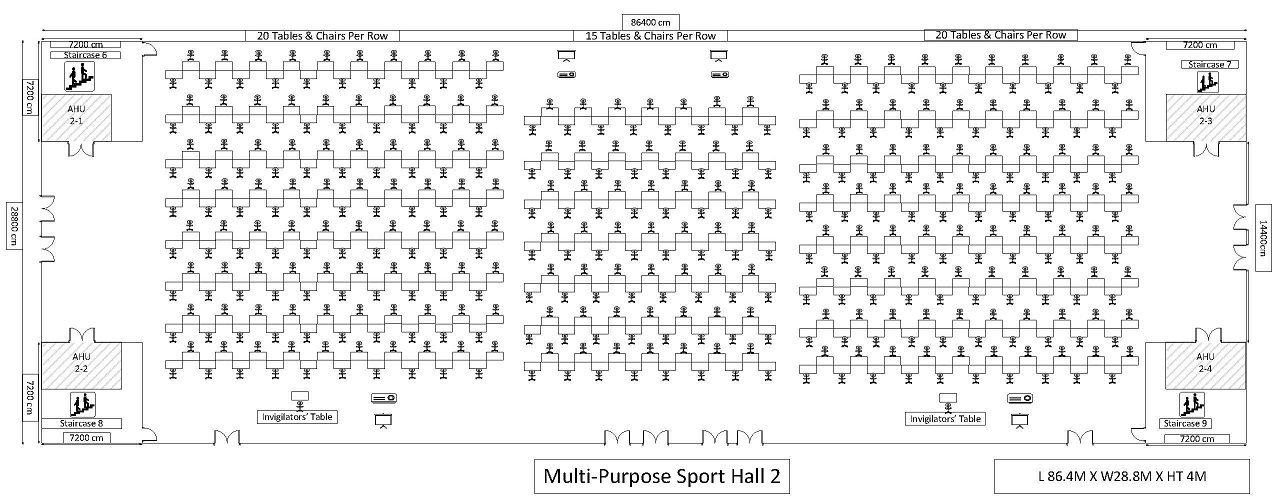 86400 cm
20 Tables & Chairs Per Row
15 Tables & Chairs Per Row
20 Tables & Chairs Per Row
7200 cm
7200 cm
Staircase 6
Staircase 7
7200 cm
AHU
2-1
AHU
2-3
28800 cm
14400cm
AHU
2-2
AHU
2-4
7200 cm
Invigilators' Table
Invigilators' Table
Staircase 8
Staircase 9
7200 cm
7200 cm
Multi-Purpose Sport Hall 2
L 86.4M X W28.8M X HT 4M